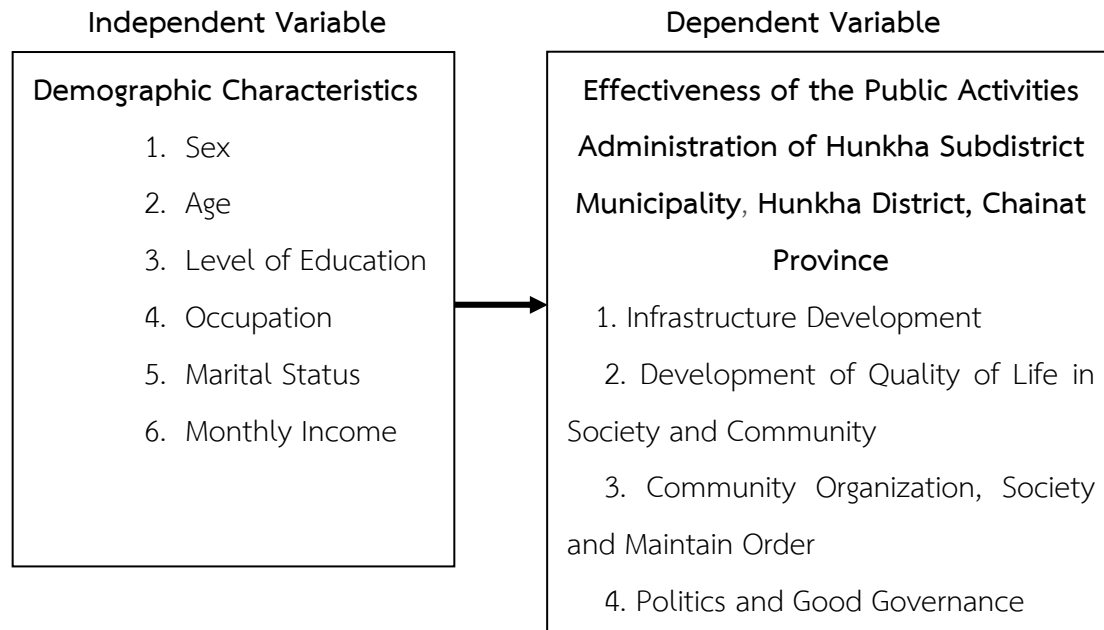 Independent Variable
Demographic Characteristics
1. Sex
2. Age
3. Level of Education
4. Occupation
5. Marital Status
6. Monthly Income
Dependent Variable
Effectiveness of the Public Activities
Administration of Hunkha Subdistrict
Municipality, Hunkha District, Chainat
Province
1. Infrastructure Development
2. Development of Quality of Life in
Society and Community
3. Community Organization, Society
and Maintain Order
4. Politics and Good Governance